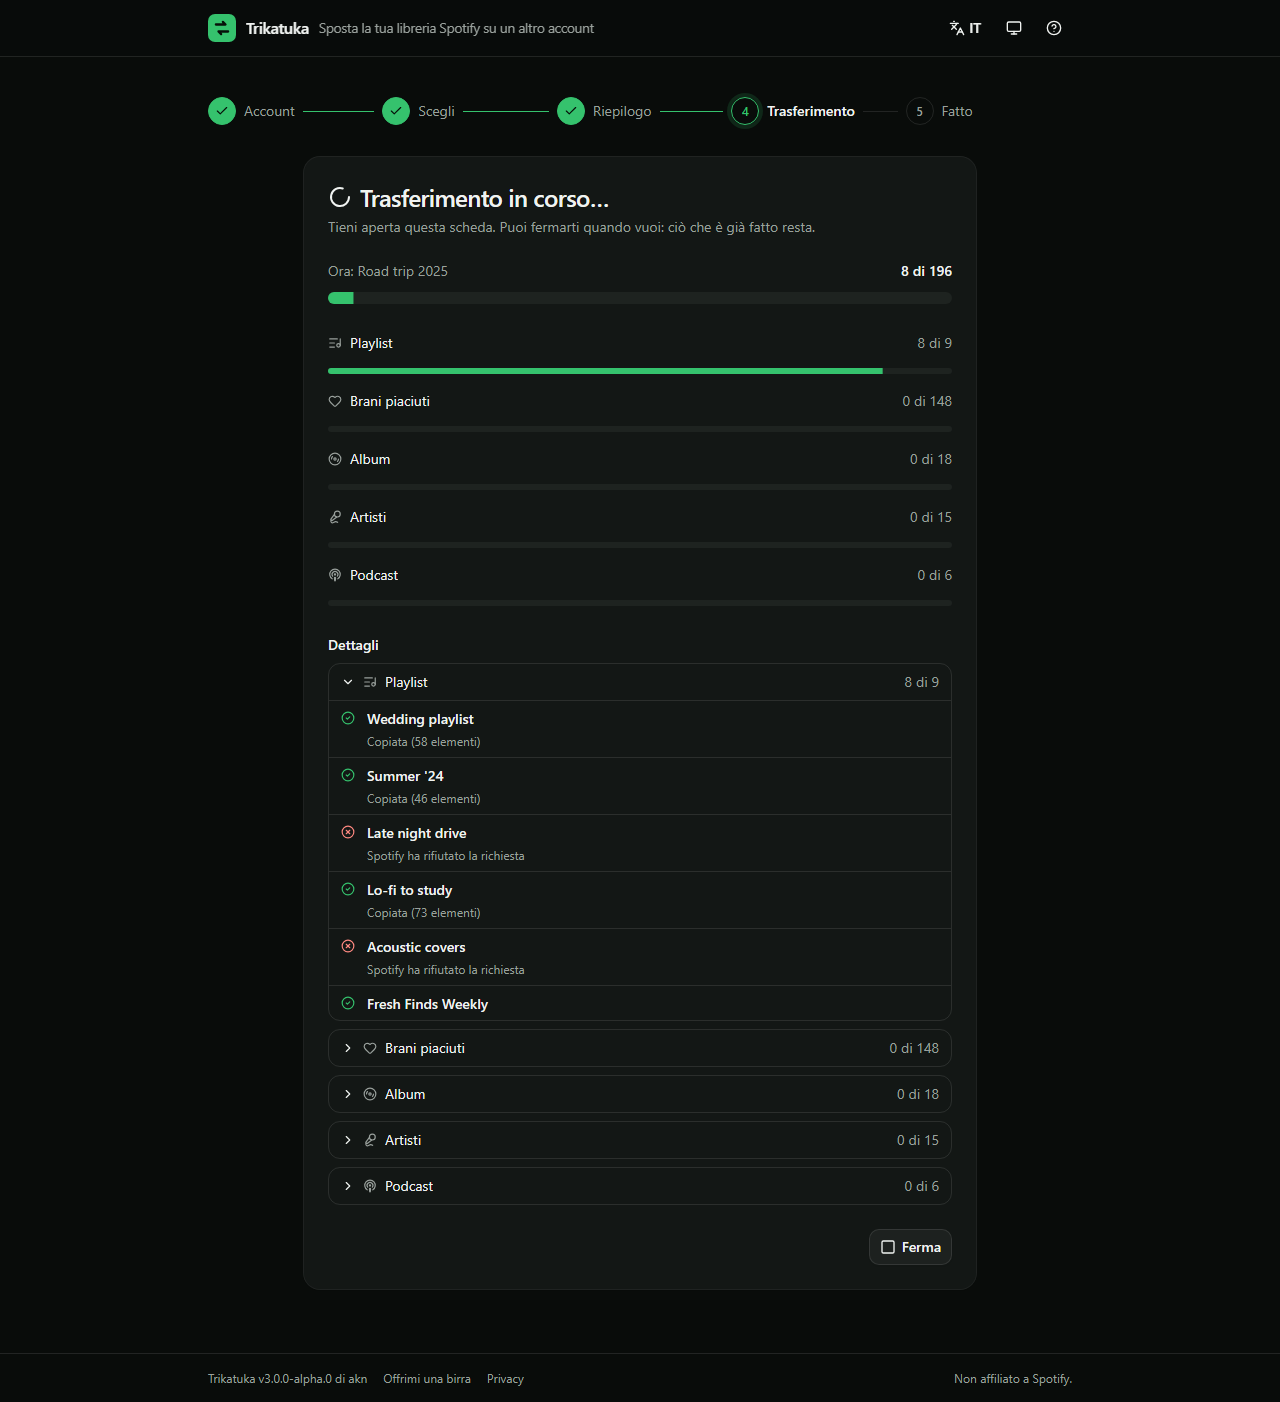 Trikatuka Sposta la tua libreria Spotify su un altro account IT
Account Scegli Riepilogo 4 Trasferimento 5 Fatto
Trasferimento in corso...
Tieni aperta questa scheda. Puoi fermarti quando vuoi: ciò che è già fatto resta.
Ora: Road trip 2025 8 di 196
Playlist 8 di 9
Brani piaciuti 0 di 148
Album 0 di 18
Artisti 0 di 15
Podcast 0 di 6
Dettagli
Playlist 8 di 9
Wedding playlist
Copiata (58 elementi)
Summer '24
Copiata (46 elementi)
Late night drive
Spotify ha rifiutato la richiesta
Lo-fi to study
Copiata (73 elementi)
Acoustic covers
Spotify ha rifiutato la richiesta
Fresh Finds Weekly
Brani piaciuti 0 di 148
Album 0 di 18
Artisti 0 di 15
Podcast 0 di 6
Ferma
Trikatuka v3.0.0-alpha.0 di akn Offrimi una birra Privacy Non affiliato a Spotify.